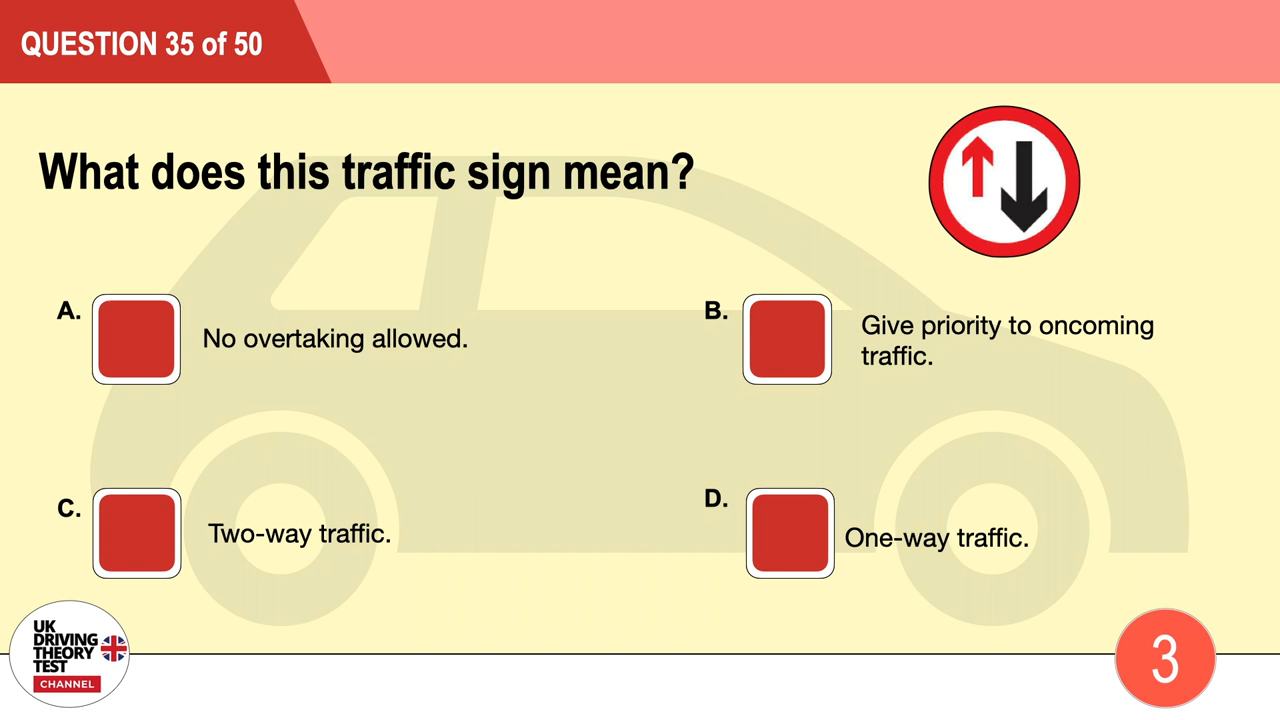 QUESTION 35 of 50
What does this traffic sign mean?
A.
No overtaking allowed.
B.
Give priority to oncoming
traffic.
C.
Two-way traffic.
D.
One-way traffic.
UK
DRIVING
THEORY
TEST
CHANNEL
3